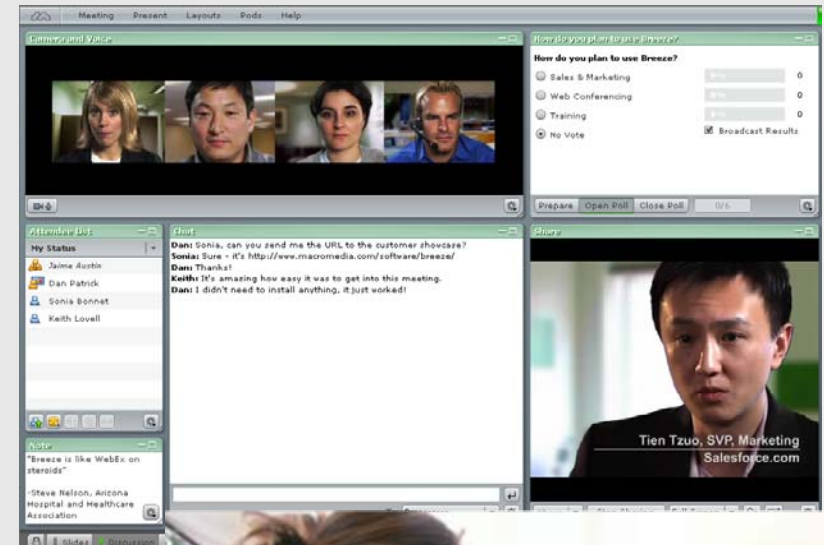 Meeting Present Layouts Pods Help
Camera and Voice
How do you plan to use Breeze?
How do you plan to use Breeze?
Sales & Marketing 0
Web Conferencing 0
Training 0
No Vote Broadcast Results
Prepare Open Poll Close Poll 0/6
Attendee List
My Status
Jaime Austin
Dan Patrick
Sonia Bonnet
Keith Lovell
Chat
Dan: Sonia, can you send me the URL to the customer showcase?
Sonia: Sure - it's http://www.macromedia.com/software/breeze/
Dan: Thanks!
Keith: It's amazing how easy it was to get into this meeting.
Dan: I didn't need to install anything, it just worked!
Share
Tien Tzuo, SVP, Marketing
Salesforce.com
Note
"Breeze is like WebEx on
steroids"
-Steve Nelson, Arizona
Hospital and Healthcare
Association
Slides Discussion